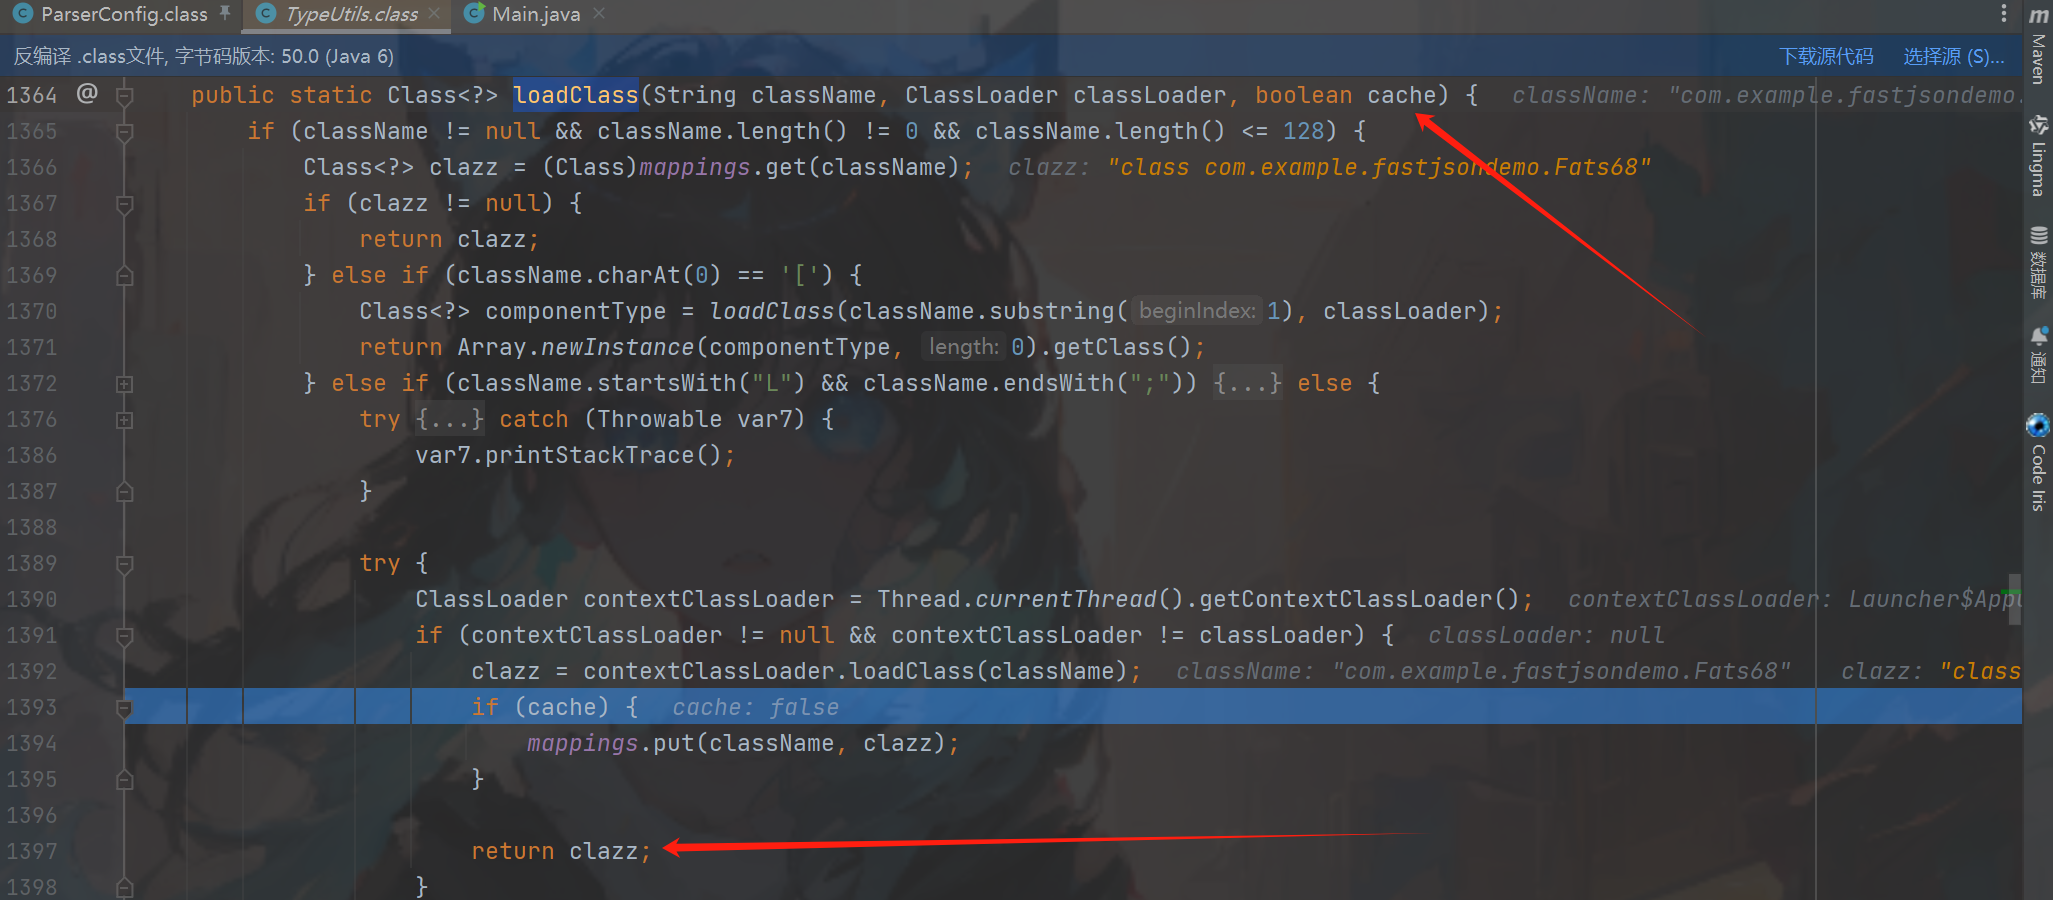 ParserConfig.class TypeUtils.class Main.java
反编译 .class文件, 字节码版本: 50.0 (Java 6) 下载源代码 选择源 (S)...
1364 @ public static Class<?> loadClass(String className, ClassLoader classLoader, boolean cache) { className: "com.example.fastjsondemo.
1365 if (className != null && className.length() != 0 && className.length() <= 128) {
1366 Class<?> clazz = (Class)mappings.get(className); clazz: "class com.example.fastjsondemo.Fats68"
1367 if (clazz != null) {
1368 return clazz;
1369 } else if (className.charAt(0) == '[') {
1370 Class<?> componentType = loadClass(className.substring( beginIndex: 1), classLoader);
1371 return Array.newInstance(componentType, length: 0).getClass();
1372 } else if (className.startsWith("L") && className.endsWith(";")) {...} else {
1376 try {...} catch (Throwable var7) {
1386 var7.printStackTrace();
1387 }
1388
1389 try {
1390 ClassLoader contextClassLoader = Thread.currentThread().getContextClassLoader(); contextClassLoader: Launcher$App
1391 if (contextClassLoader != null && contextClassLoader != classLoader) { classLoader: null
1392 clazz = contextClassLoader.loadClass(className); className: "com.example.fastjsondemo.Fats68" clazz: "class
1393 if (cache) { cache: false
1394 mappings.put(className, clazz);
1395 }
1396
1397 return clazz;
1398 }
m
Maven
Lingma
数据库
通知
Code Iris